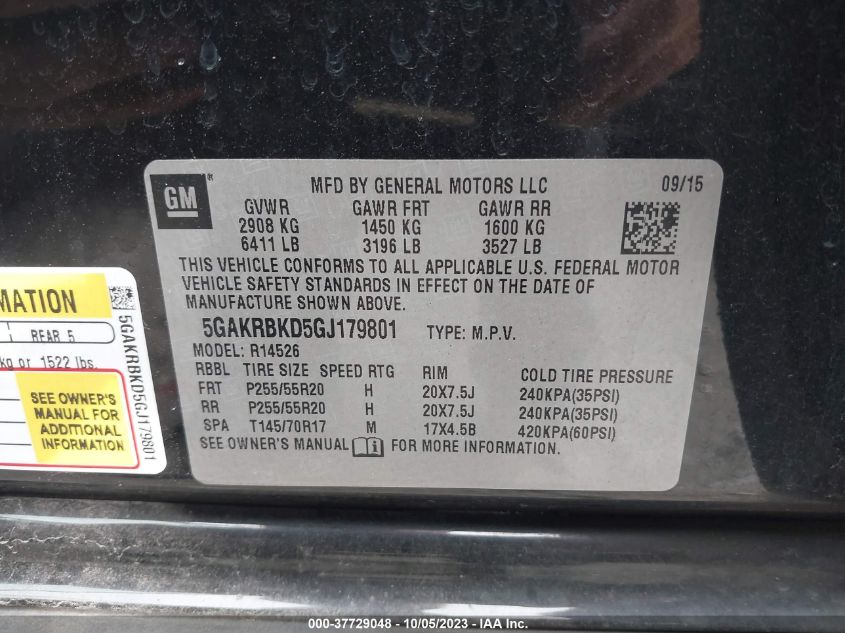 GM ®
MFD BY GENERAL MOTORS LLC 09/15
GVWR GAWR FRT GAWR RR
2908 KG 1450 KG 1600 KG
6411 LB 3196 LB 3527 LB
THIS VEHICLE CONFORMS TO ALL APPLICABLE U.S. FEDERAL MOTOR
VEHICLE SAFETY STANDARDS IN EFFECT ON THE DATE OF
MANUFACTURE SHOWN ABOVE.
5GAKRBKD5GJ179801 TYPE: M.P.V.
MODEL: R14526
RBBL TIRE SIZE SPEED RTG RIM COLD TIRE PRESSURE
FRT P255/55R20 H 20X7.5J 240KPA(35PSI)
RR P255/55R20 H 20X7.5J 240KPA(35PSI)
SPA T145/70R17 M 17X4.5B 420KPA(60PSI)
SEE OWNER'S MANUAL i FOR MORE INFORMATION.
REAR 5
kg or 1522 lbs.
SEE OWNER'S
MANUAL FOR
ADDITIONAL
INFORMATION
5GAKRBKD5GJ179801
000-37729048 - 10/05/2023 - IAAI.com